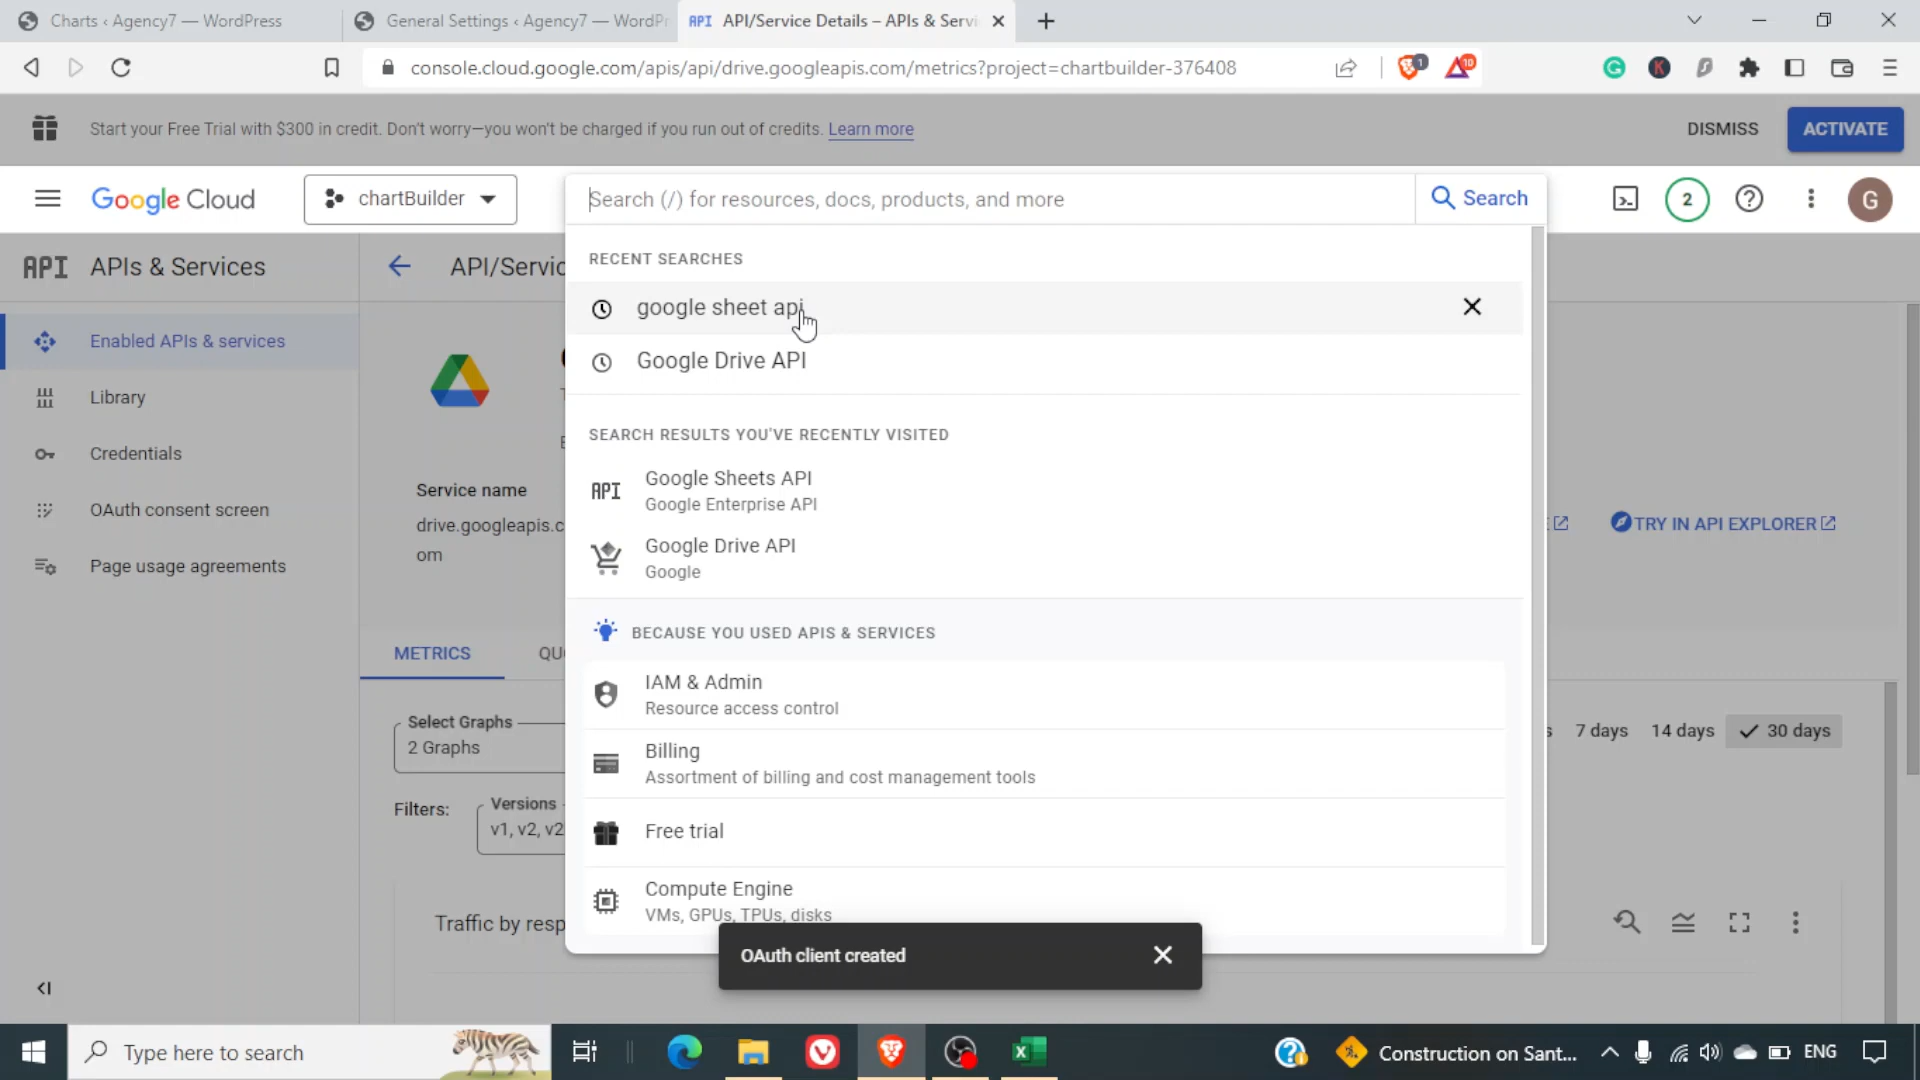 Charts ‹ Agency7 — WordPress
General Settings ‹ Agency7 — WordPr
API API/Service Details – APIs & Servi
console.cloud.google.com/apis/api/drive.googleapis.com/metrics?project=chartbuilder-376408
1
10
Start your Free Trial with $300 in credit. Don't worry—you won't be charged if you run out of credits. Learn more
DISMISS
ACTIVATE
Google Cloud
chartBuilder
Search (/) for resources, docs, products, and more
Search
2
G
API APIs & Services
API/Servic
RECENT SEARCHES
google sheet api
Google Drive API
Enabled APIs & services
Library
Credentials
OAuth consent screen
Page usage agreements
SEARCH RESULTS YOU'VE RECENTLY VISITED
API
Google Sheets API
Google Enterprise API
Google Drive API
Google
Service name
drive.googleapis.c
om
TRY IN API EXPLORER
BECAUSE YOU USED APIS & SERVICES
METRICS
QU
IAM & Admin
Resource access control
Select Graphs
2 Graphs
s
7 days
14 days
30 days
Billing
Assortment of billing and cost management tools
Filters:
Versions
v1, v2, v2
Free trial
Compute Engine
VMs, GPUs, TPUs, disks
Traffic by resp
OAuth client created
Type here to search
Construction on Sant...
ENG